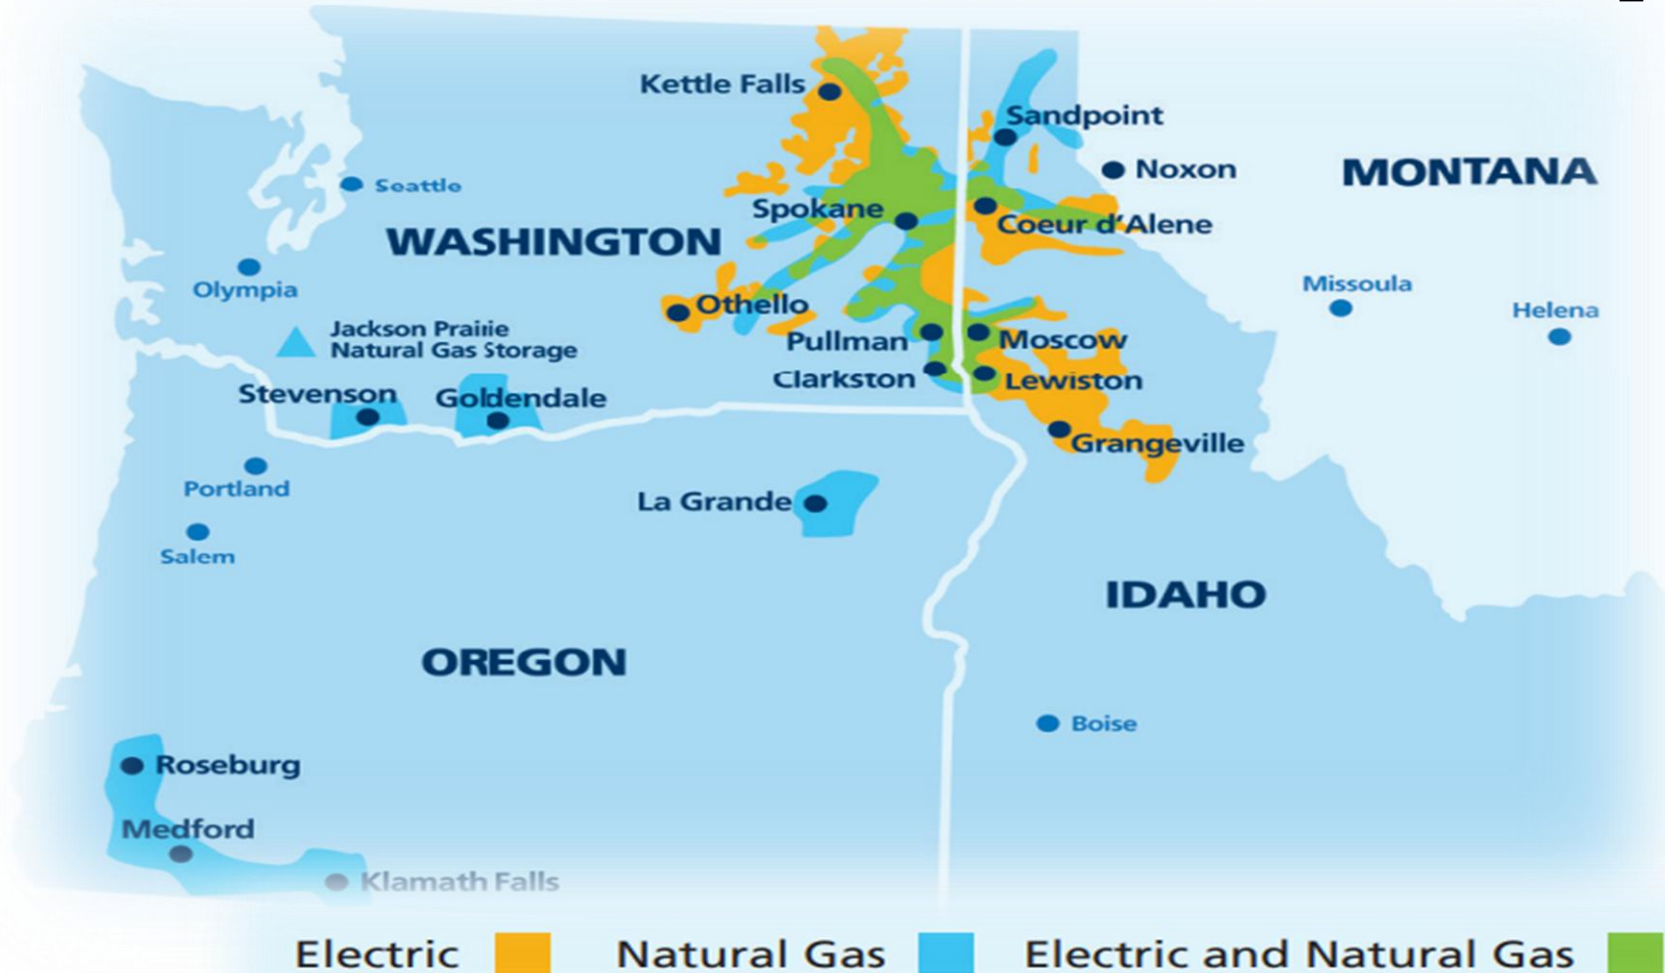 Kettle Falls
Sandpoint
Noxon
MONTANA
Seattle
Spokane
Coeur d'Alene
WASHINGTON
Olympia
Othello
Missoula
Helena
Jackson Prairie
Natural Gas Storage
Pullman
Moscow
Clarkston
Lewiston
Stevenson
Goldendale
Grangeville
Portland
La Grande
Salem
IDAHO
OREGON
Boise
Roseburg
Medford
Klamath Falls
Electric
Natural Gas
Electric and Natural Gas